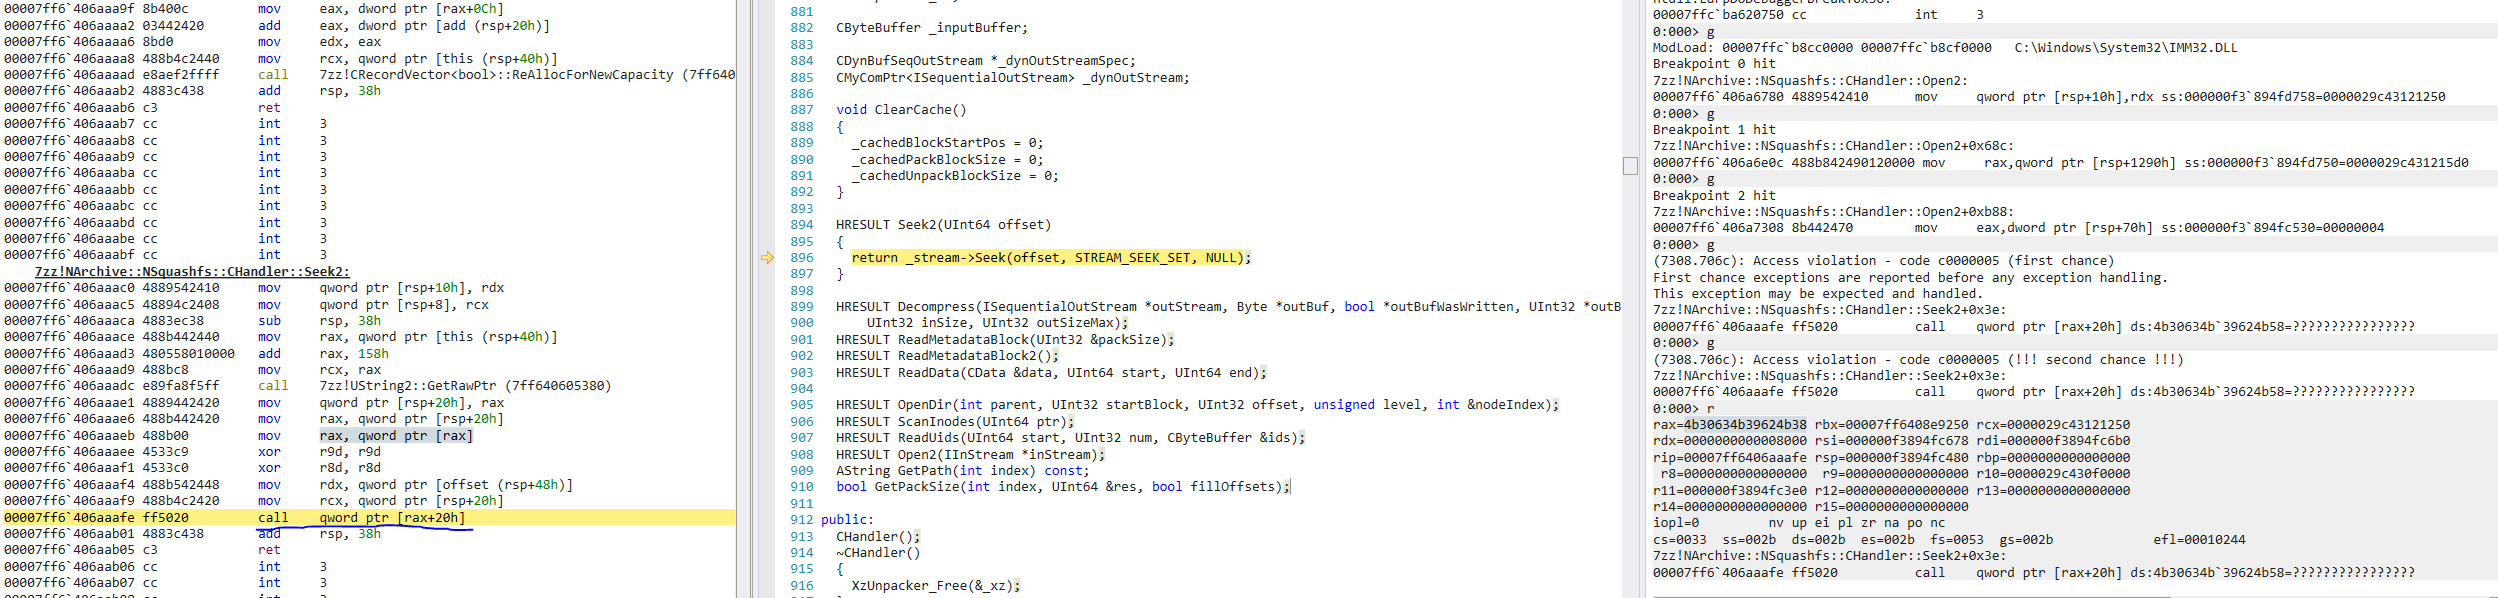 00007ff6`406aaa9f 8b400c mov eax, dword ptr [rax+0Ch]
00007ff6`406aaaa2 03442420 add eax, dword ptr [add (rsp+20h)]
00007ff6`406aaaa6 8bd0 mov edx, eax
00007ff6`406aaaa8 488b4c2440 mov rcx, qword ptr [this (rsp+40h)]
00007ff6`406aaaad e8aef2ffff call 7zz!CRecordVector<bool>::ReAllocForNewCapacity (7ff640
00007ff6`406aaab2 4883c438 add rsp, 38h
00007ff6`406aaab6 c3 ret
00007ff6`406aaab7 cc int 3
00007ff6`406aaab8 cc int 3
00007ff6`406aaab9 cc int 3
00007ff6`406aaaba cc int 3
00007ff6`406aaabb cc int 3
00007ff6`406aaabc cc int 3
00007ff6`406aaabd cc int 3
00007ff6`406aaabe cc int 3
00007ff6`406aaabf cc int 3
7zz!NArchive::NSquashfs::CHandler::Seek2:
00007ff6`406aaac0 4889542410 mov qword ptr [rsp+10h], rdx
00007ff6`406aaac5 48894c2408 mov qword ptr [rsp+8], rcx
00007ff6`406aaaca 4883ec38 sub rsp, 38h
00007ff6`406aaace 488b442440 mov rax, qword ptr [this (rsp+40h)]
00007ff6`406aaad3 480558010000 add rax, 158h
00007ff6`406aaad9 488bc8 mov rcx, rax
00007ff6`406aaadc e89fa8f5ff call 7zz!UString2::GetRawPtr (7ff640605380)
00007ff6`406aaae1 4889442420 mov qword ptr [rsp+20h], rax
00007ff6`406aaae6 488b442420 mov rax, qword ptr [rsp+20h]
00007ff6`406aaaeb 488b00 mov rax, qword ptr [rax]
00007ff6`406aaaee 4533c9 xor r9d, r9d
00007ff6`406aaaf1 4533c0 xor r8d, r8d
00007ff6`406aaaf4 488b542448 mov rdx, qword ptr [offset (rsp+48h)]
00007ff6`406aaaf9 488b4c2420 mov rcx, qword ptr [rsp+20h]
00007ff6`406aaafe ff5020 call qword ptr [rax+20h]
00007ff6`406aab01 4883c438 add rsp, 38h
00007ff6`406aab05 c3 ret
00007ff6`406aab06 cc int 3
00007ff6`406aab07 cc int 3
881
882 CByteBuffer _inputBuffer;
883
884 CDynBufSeqOutStream *_dynOutStreamSpec;
885 CMyComPtr<ISequentialOutStream> _dynOutStream;
886
887 void ClearCache()
888 {
889 _cachedBlockStartPos = 0;
890 _cachedPackBlockSize = 0;
891 _cachedUnpackBlockSize = 0;
892 }
893
894 HRESULT Seek2(UInt64 offset)
895 {
896 return _stream->Seek(offset, STREAM_SEEK_SET, NULL);
897 }
898
899 HRESULT Decompress(ISequentialOutStream *outStream, Byte *outBuf, bool *outBufWasWritten, UInt32 *outB
900 UInt32 inSize, UInt32 outSizeMax);
901 HRESULT ReadMetadataBlock(UInt32 &packSize);
902 HRESULT ReadMetadataBlock2();
903 HRESULT ReadData(CData &data, UInt64 start, UInt64 end);
904
905 HRESULT OpenDir(int parent, UInt32 startBlock, UInt32 offset, unsigned level, int &nodeIndex);
906 HRESULT ScanInodes(UInt64 ptr);
907 HRESULT ReadUids(UInt64 start, UInt32 num, CByteBuffer &ids);
908 HRESULT Open2(IInStream *inStream);
909 AString GetPath(int index) const;
910 bool GetPackSize(int index, UInt64 &res, bool fillOffsets);
911
912 public:
913 CHandler();
914 ~CHandler()
915 {
916 XzUnpacker_Free(&_xz);
00007ffc`ba620750 cc int 3
0:000> g
ModLoad: 00007ffc`b8cc0000 00007ffc`b8cf0000 C:\Windows\System32\IMM32.DLL
Breakpoint 0 hit
7zz!NArchive::NSquashfs::CHandler::Open2:
00007ff6`406a6780 4889542410 mov qword ptr [rsp+10h],rdx ss:000000f3`894fd758=0000029c43121250
0:000> g
Breakpoint 1 hit
7zz!NArchive::NSquashfs::CHandler::Open2+0x68c:
00007ff6`406a6e0c 488b842490120000 mov rax,qword ptr [rsp+1290h] ss:000000f3`894fd750=0000029c431215d0
0:000> g
Breakpoint 2 hit
7zz!NArchive::NSquashfs::CHandler::Open2+0xb88:
00007ff6`406a7308 8b442470 mov eax,dword ptr [rsp+70h] ss:000000f3`894fc530=00000004
0:000> g
(7308.706c): Access violation - code c0000005 (first chance)
First chance exceptions are reported before any exception handling.
This exception may be expected and handled.
7zz!NArchive::NSquashfs::CHandler::Seek2+0x3e:
00007ff6`406aaafe ff5020 call qword ptr [rax+20h] ds:4b30634b`39624b58=????????????????
0:000> g
(7308.706c): Access violation - code c0000005 (!!! second chance !!!)
7zz!NArchive::NSquashfs::CHandler::Seek2+0x3e:
00007ff6`406aaafe ff5020 call qword ptr [rax+20h] ds:4b30634b`39624b58=????????????????
0:000> r
rax=4b30634b39624b38 rbx=00007ff6408e9250 rcx=0000029c43121250
rdx=0000000000008000 rsi=000000f3894fc678 rdi=000000f3894fc6b0
rip=00007ff6406aaafe rsp=000000f3894fc480 rbp=0000000000000000
r8=0000000000000000 r9=0000000000000000 r10=0000029c430f0000
r11=000000f3894fc3e0 r12=0000000000000000 r13=0000000000000000
r14=0000000000000000 r15=0000000000000000
iopl=0 nv up ei pl zr na po nc
cs=0033 ss=002b ds=002b es=002b fs=0053 gs=002b efl=00010244
7zz!NArchive::NSquashfs::CHandler::Seek2+0x3e:
00007ff6`406aaafe ff5020 call qword ptr [rax+20h] ds:4b30634b`39624b58=????????????????